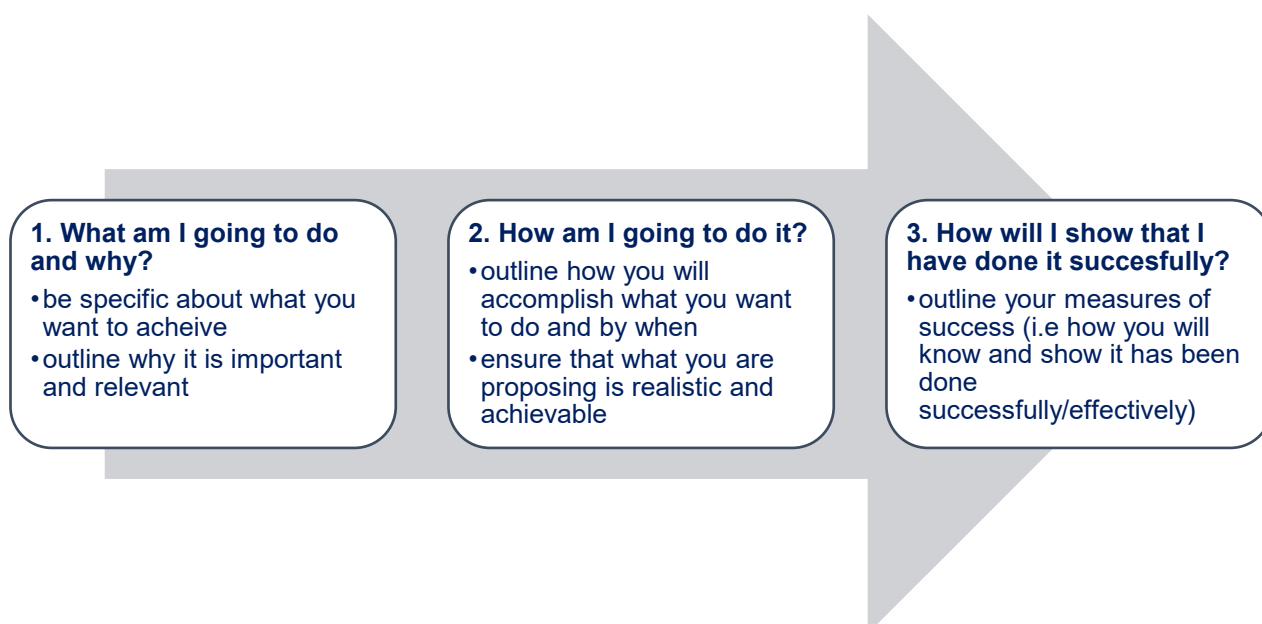 1. What am I going to do
and why?
•be specific about what you
want to acheive
•outline why it is important
and relevant
2. How am I going to do it?
•outline how you will
accomplish what you want
to do and by when
•ensure that what you are
proposing is realistic and
achievable
3. How will I show that I
have done it succesfully?
•outline your measures of
success (i.e how you will
know and show it has been
done
successfully/effectively)